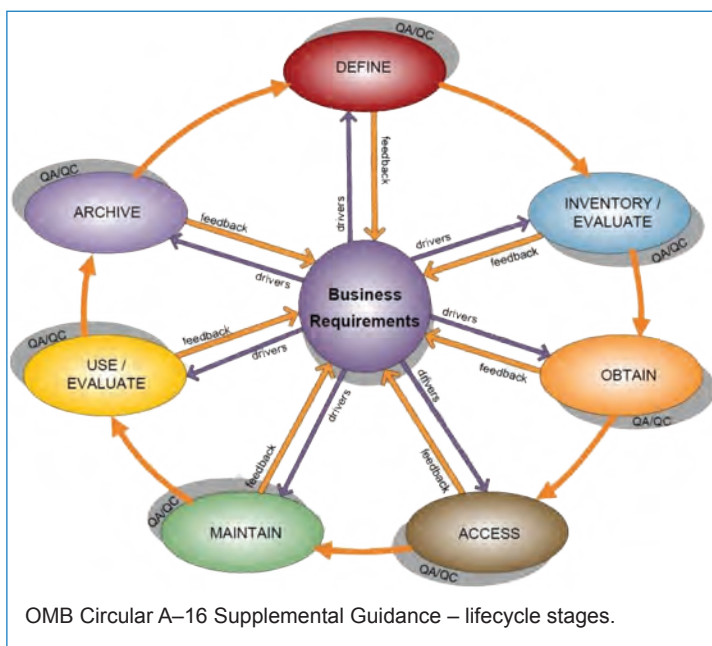 QA/QC
DEFINE
feedback
drivers
QA/QC
ARCHIVE
feedback
drivers
INVENTORY /
EVALUATE
QA/QC
drivers
feedback
Business
Requirements
QA/QC
USE /
EVALUATE
feedback
drivers
drivers
feedback
OBTAIN
QA/QC
QA/QC
MAINTAIN
feedback
drivers
drivers
feedback
ACCESS
QA/QC
OMB Circular A–16 Supplemental Guidance – lifecycle stages.